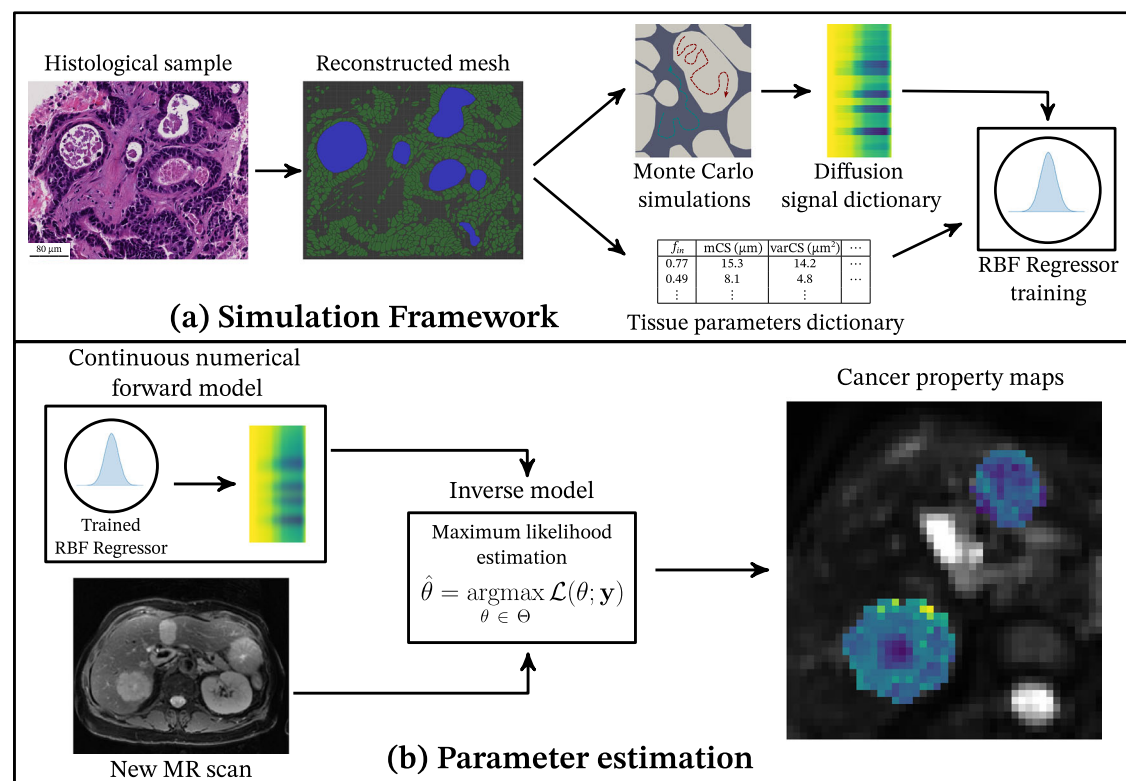 Histological sample
Reconstructed mesh
80 μm
Monte Carlo
simulations
Diffusion
signal dictionary
f_in mCS (μm) varCS (μm²) ⋯
0.77 15.3 14.2 ⋯
0.49 8.1 4.8 ⋯
⋮ ⋮ ⋮
Tissue parameters dictionary
RBF Regressor
training
(a) Simulation Framework
Continuous numerical
forward model
Trained
RBF Regressor
New MR scan
Inverse model
Maximum likelihood
estimation
θ̂ = argmax ℒ(θ; y)
θ ∈ Θ
Cancer property maps
(b) Parameter estimation